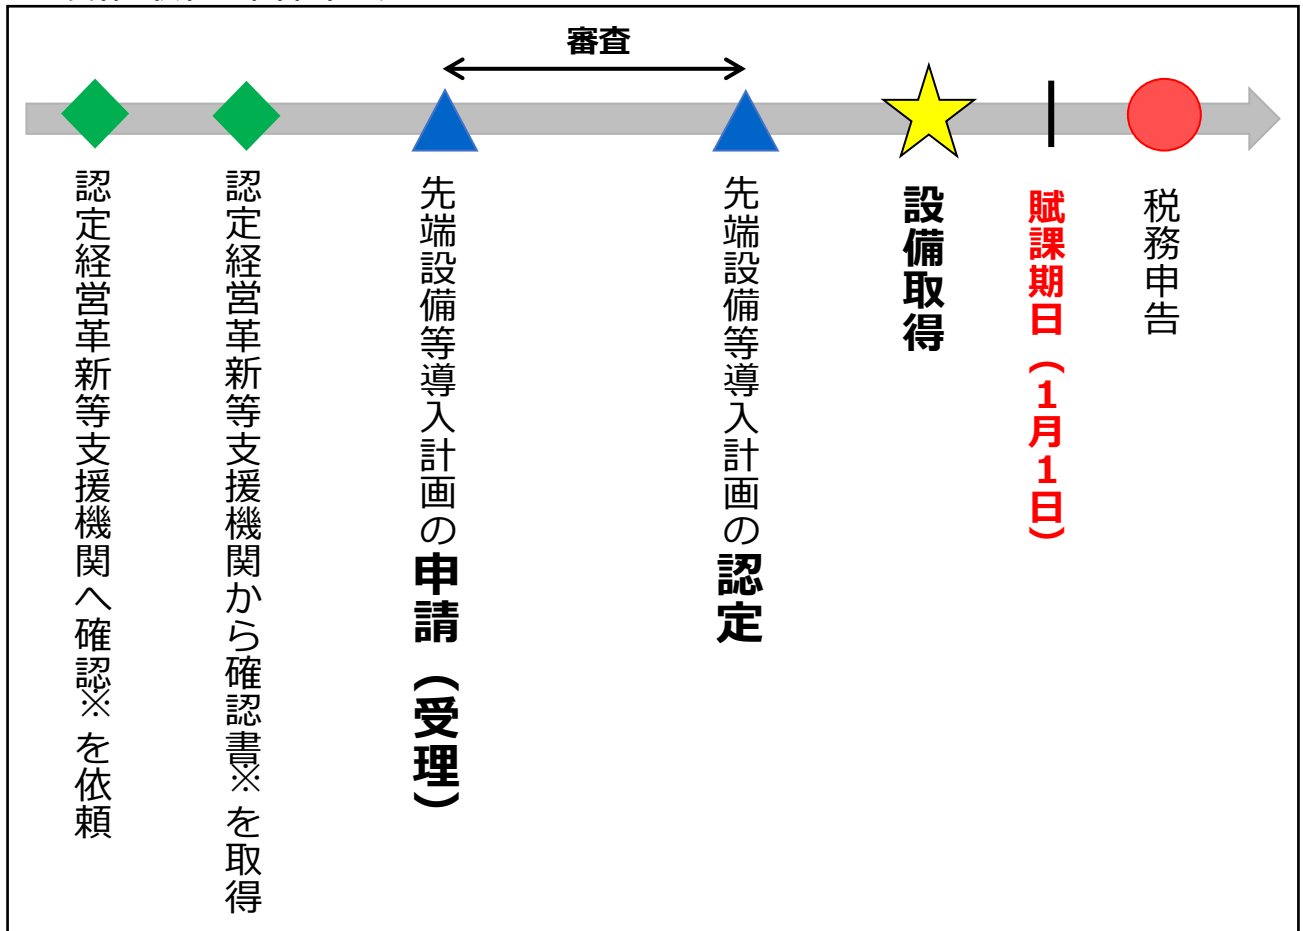 審査
認定経営革新等支援機関へ確認※を依頼
認定経営革新等支援機関から確認書※を取得
先端設備等導入計画の申請（受理）
先端設備等導入計画の認定
設備取得
賦課期日（１月１日）
税務申告